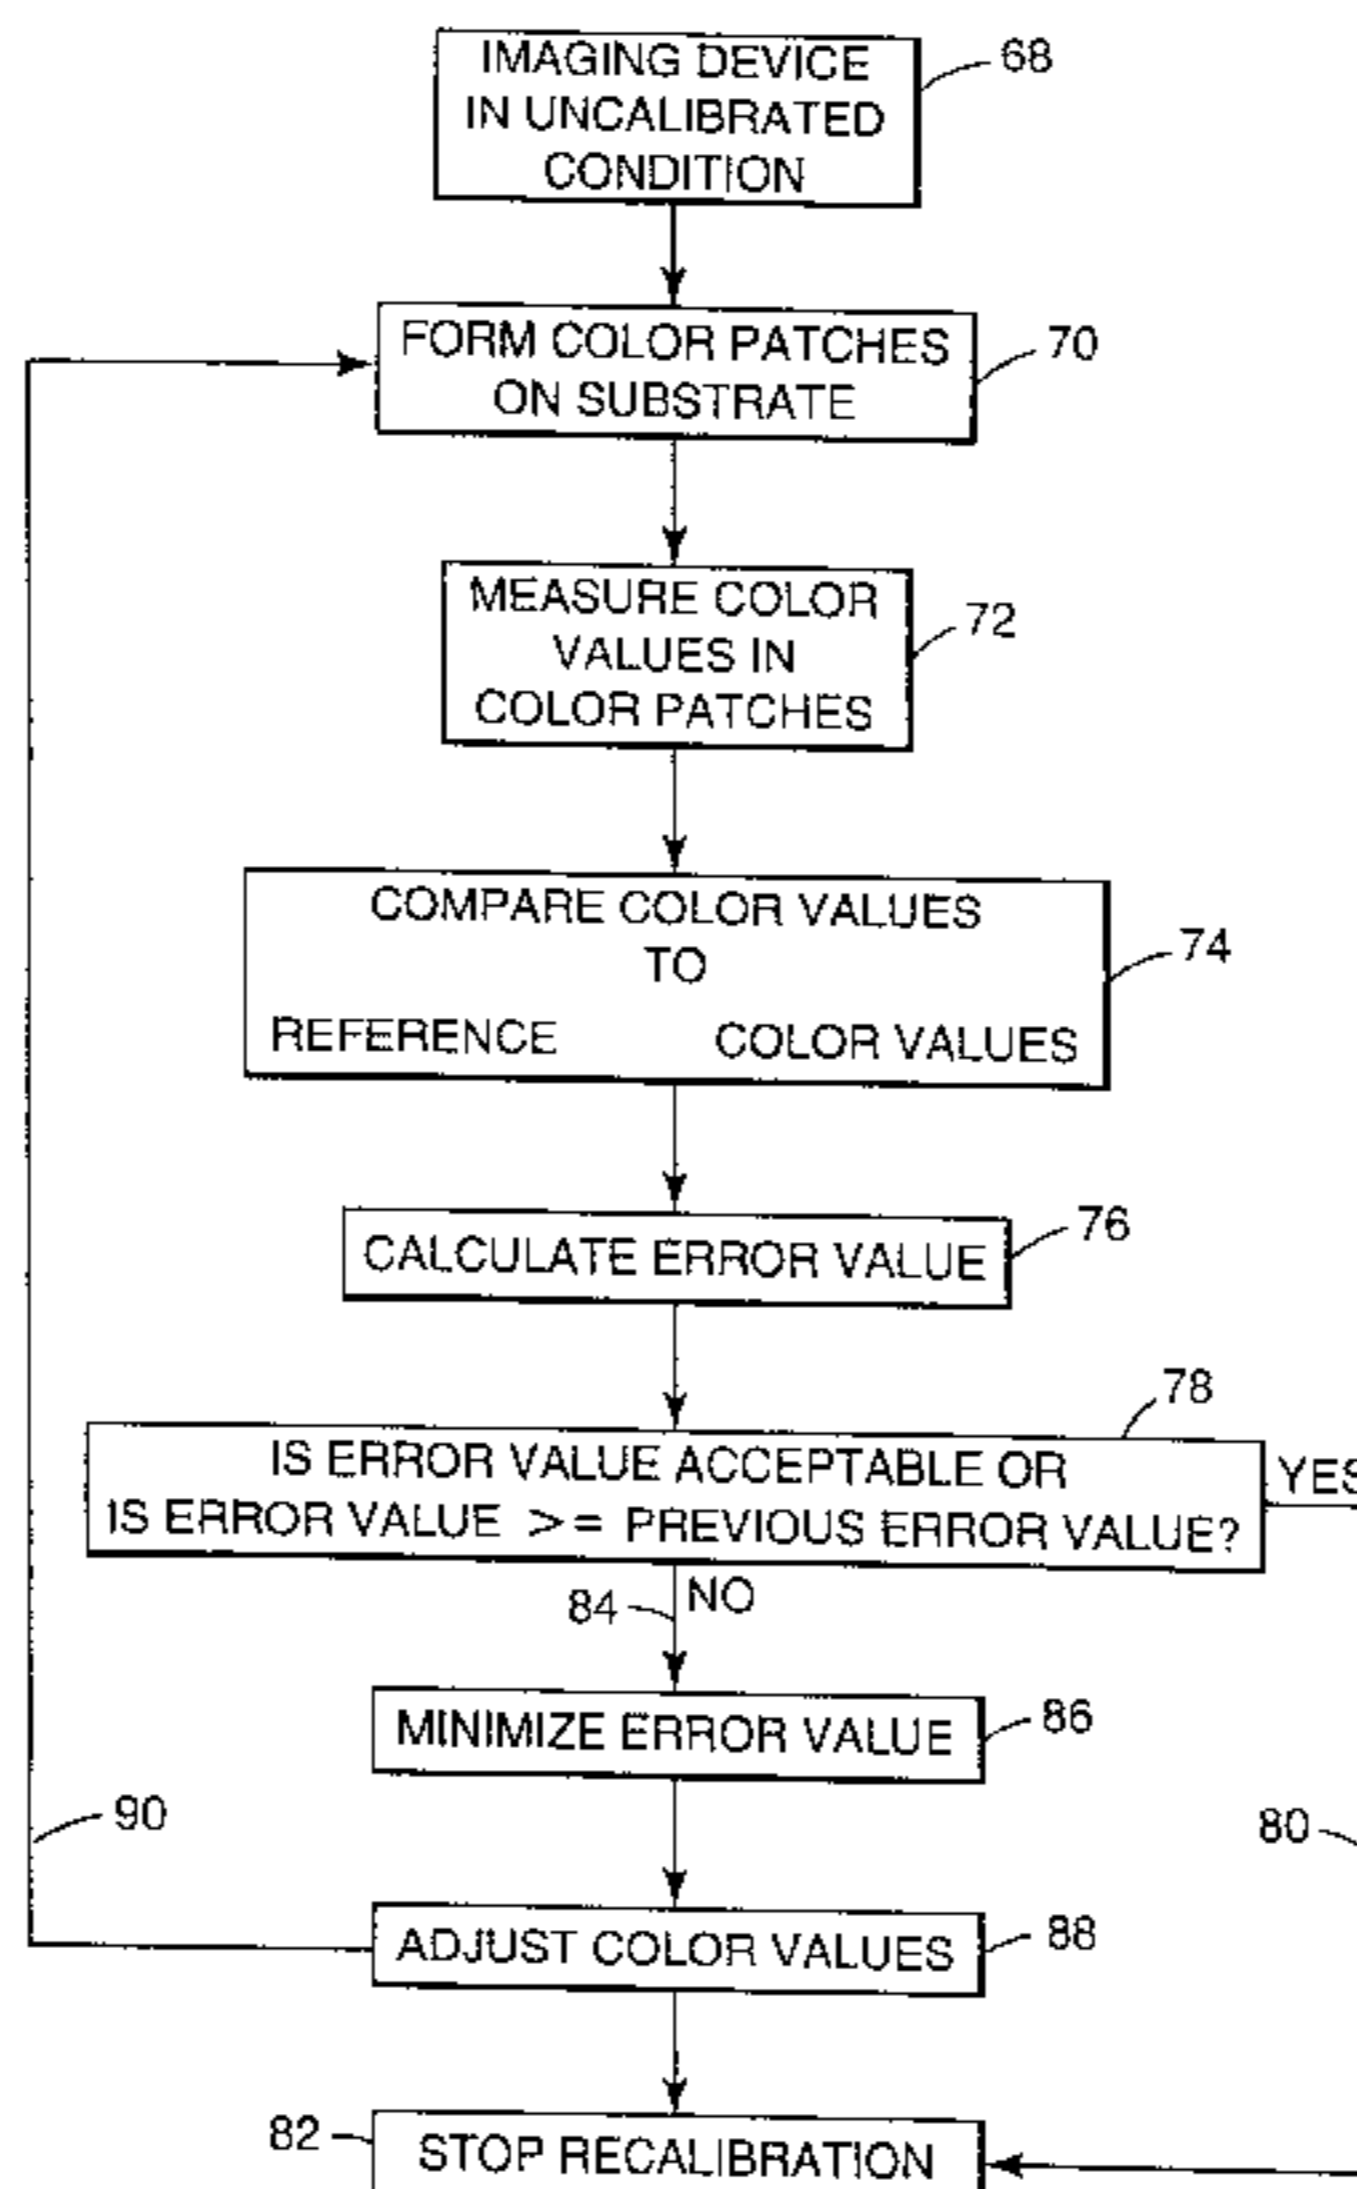 IMAGING DEVICE
IN UNCALIBRATED
CONDITION
68
FORM COLOR PATCHES
ON SUBSTRATE
70
MEASURE COLOR
VALUES IN
COLOR PATCHES
72
COMPARE COLOR VALUES
TO
REFERENCE COLOR VALUES
74
CALCULATE ERROR VALUE
76
78
IS ERROR VALUE ACCEPTABLE OR
IS ERROR VALUE >= PREVIOUS ERROR VALUE?
YES
84
NO
MINIMIZE ERROR VALUE
86
90
80
ADJUST COLOR VALUES
88
82
STOP RECALIBRATION